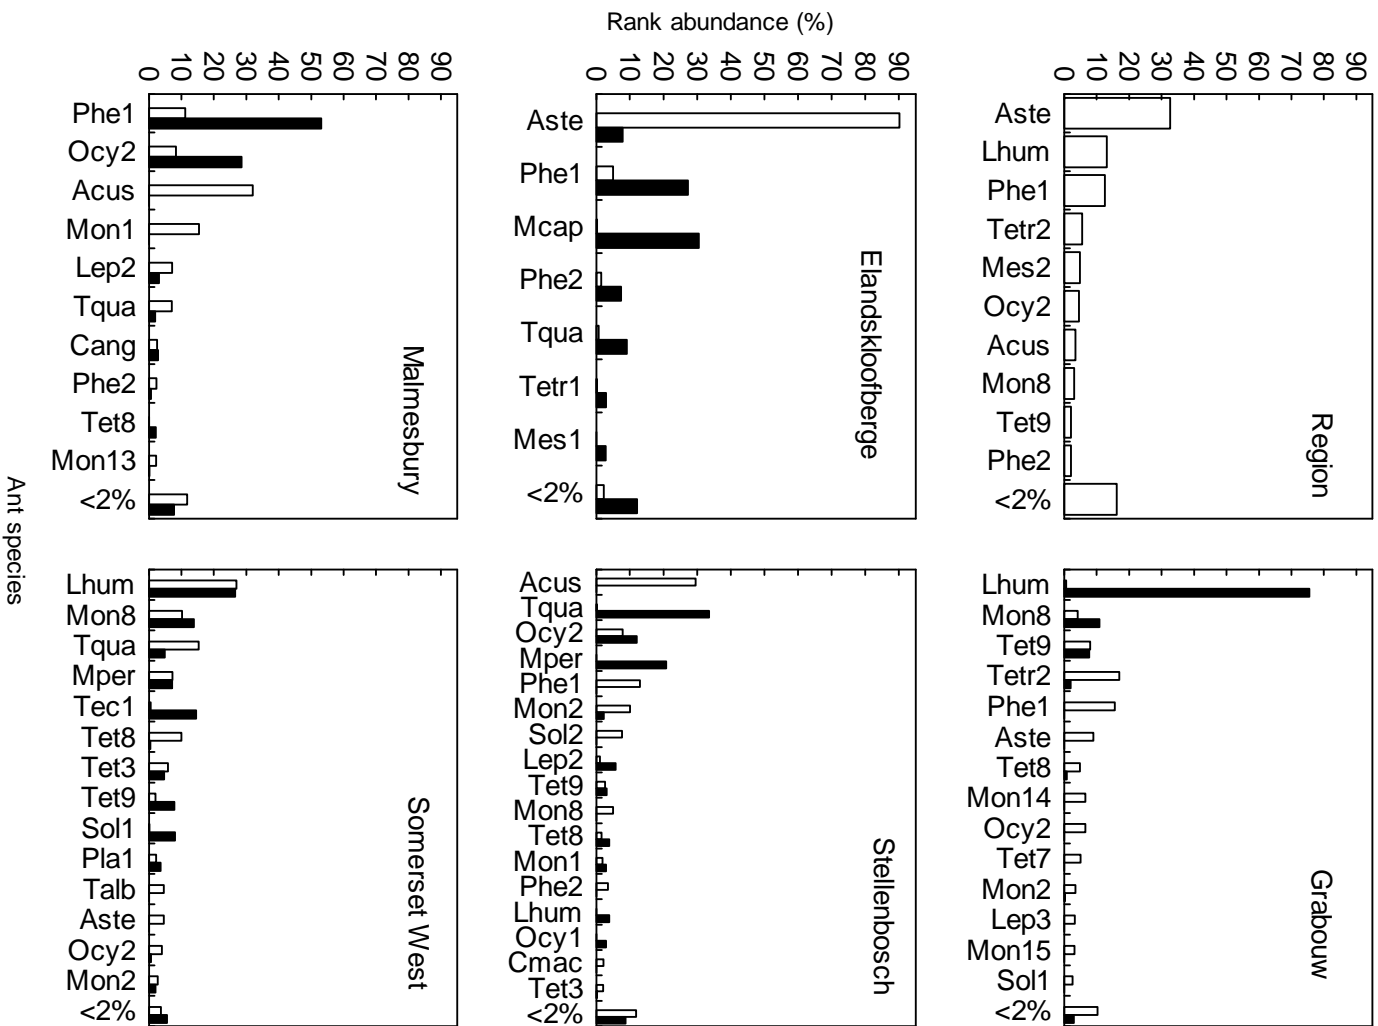 Rank abundance (%)
0 10 20 30 40 50 60 70 80 90
Phe1
Ocy2
Acus
Mon1
Lep2
Tqua
Cang
Phe2
Tet8
Mon13
<2%
Malmesbury
0 10 20 30 40 50 60 70 80 90
Aste
Phe1
Mcap
Phe2
Tqua
Tetr1
Mes1
<2%
Elandskloofberge
0 10 20 30 40 50 60 70 80 90
Aste
Lhum
Phe1
Tetr2
Mes2
Ocy2
Acus
Mon8
Tet9
Phe2
<2%
Region
Lhum
Mon8
Tqua
Mper
Tec1
Tet8
Tet3
Tet9
Sol1
Pla1
Talb
Aste
Ocy2
Mon2
<2%
Somerset West
Acus
Tqua
Ocy2
Mper
Phe1
Mon2
Sol2
Lep2
Tet9
Mon8
Tet8
Mon1
Phe2
Lhum
Ocy1
Cmac
Tet3
<2%
Stellenbosch
Lhum
Mon8
Tet9
Tetr2
Phe1
Aste
Tet8
Mon14
Ocy2
Tet7
Mon2
Lep3
Mon15
Sol1
<2%
Grabouw
Ant species